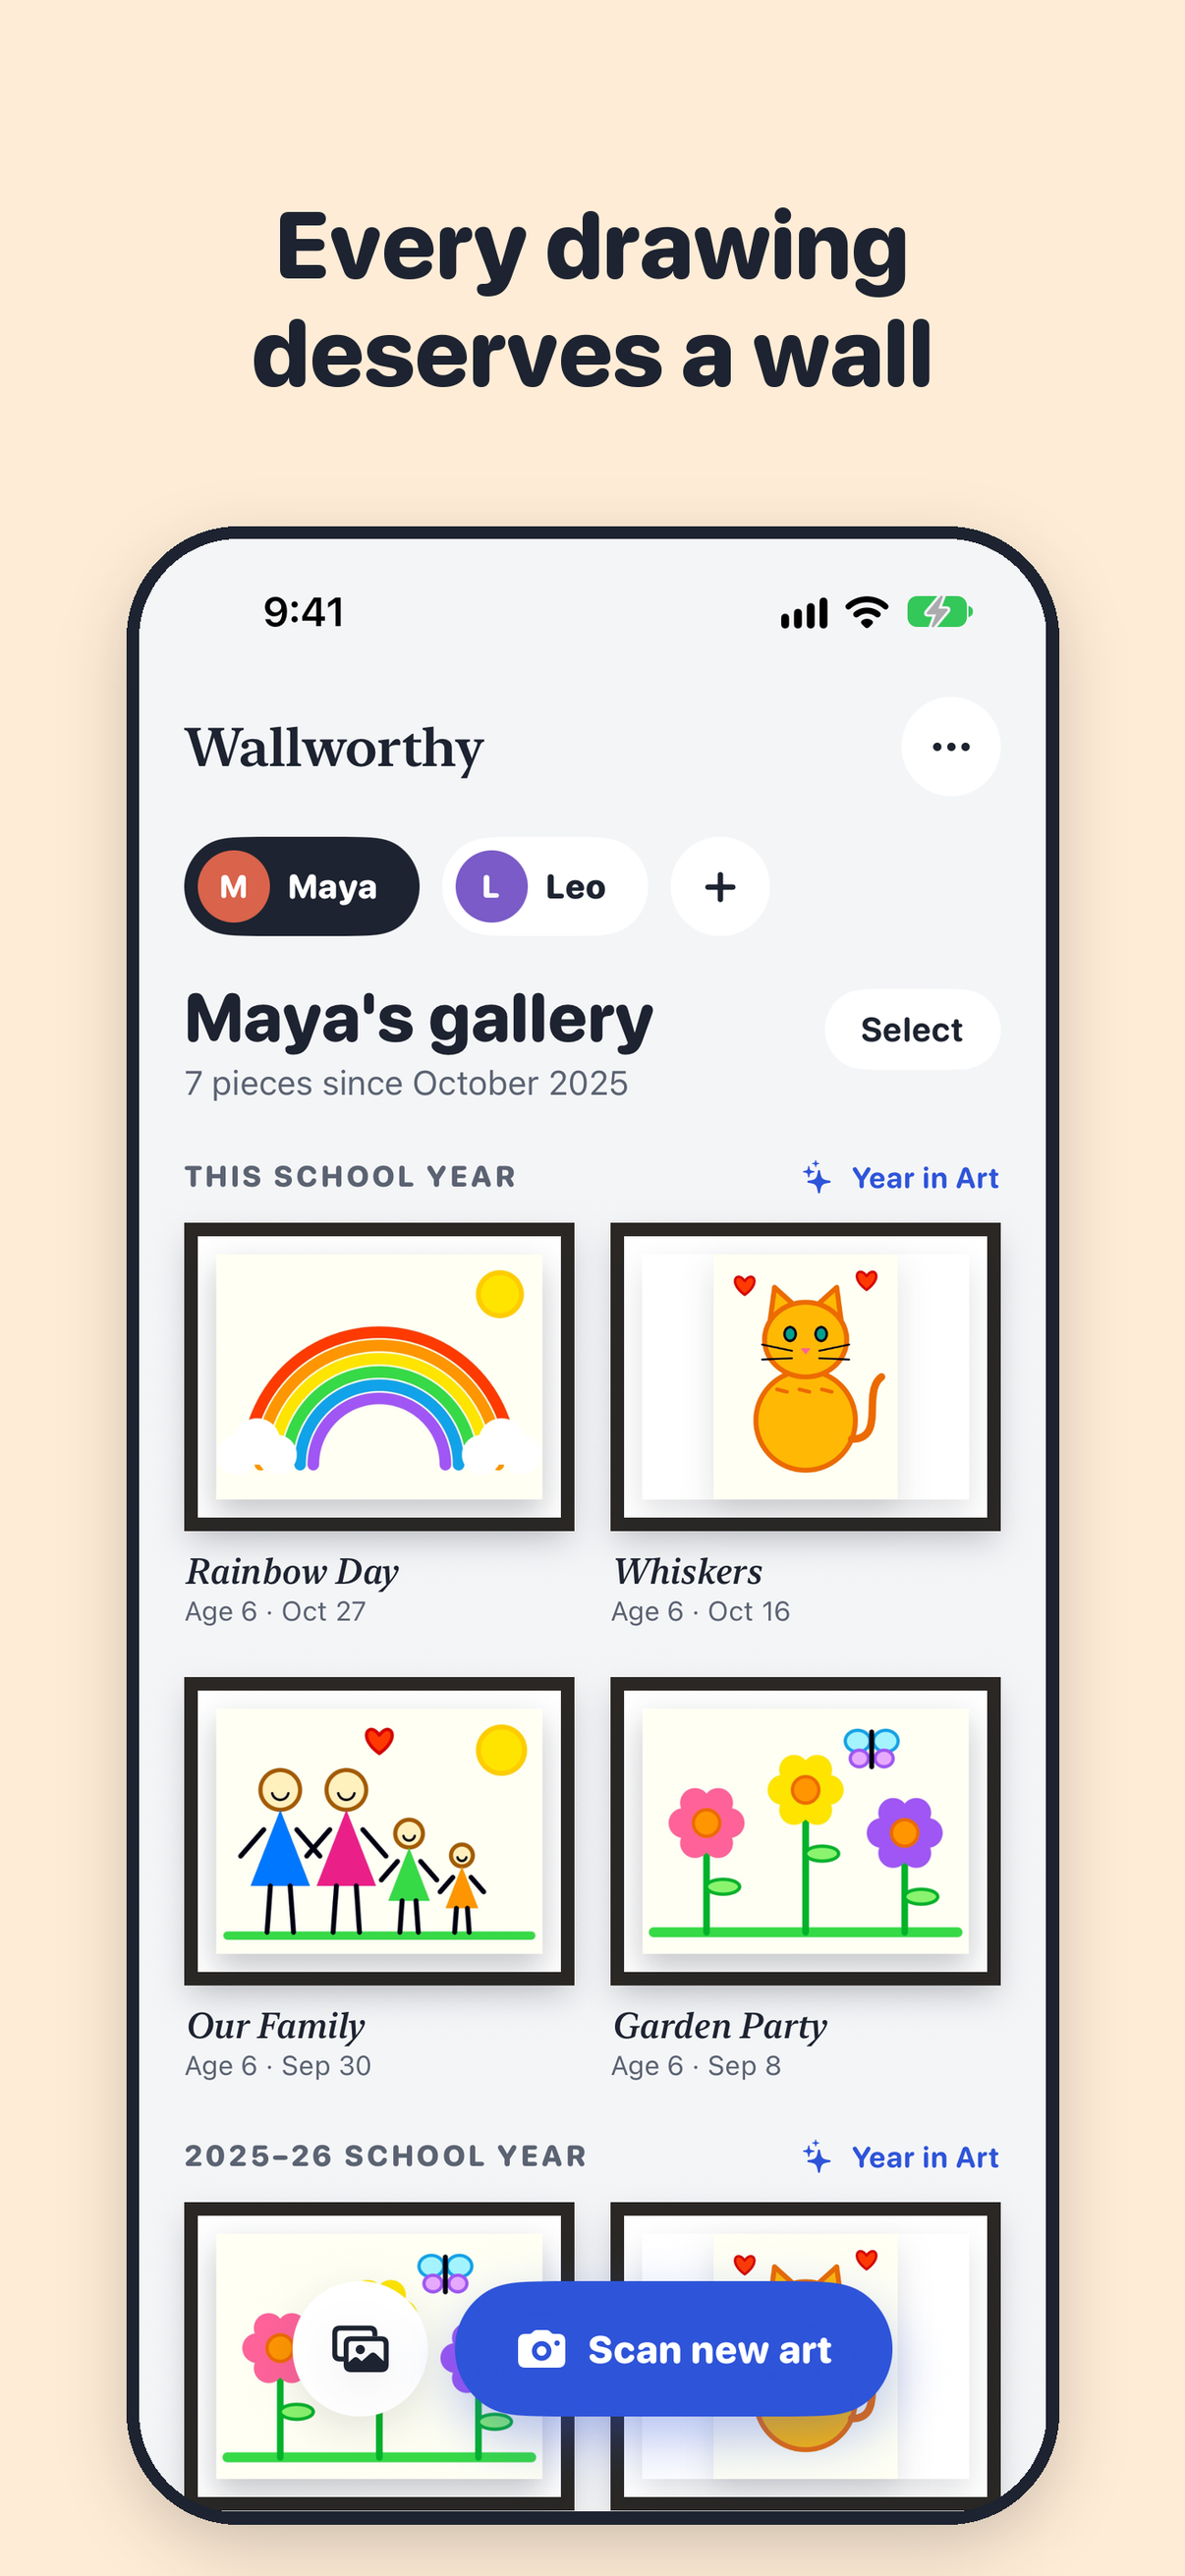 Every drawing
deserves a wall
9:41
Wallworthy
M Maya
L Leo
+
Maya's gallery
Select
7 pieces since October 2025
THIS SCHOOL YEAR
Year in Art
Rainbow Day
Whiskers
Age 6 · Oct 27
Age 6 · Oct 16
Our Family
Garden Party
Age 6 · Sep 30
Age 6 · Sep 8
2025–26 SCHOOL YEAR
Year in Art
Scan new art